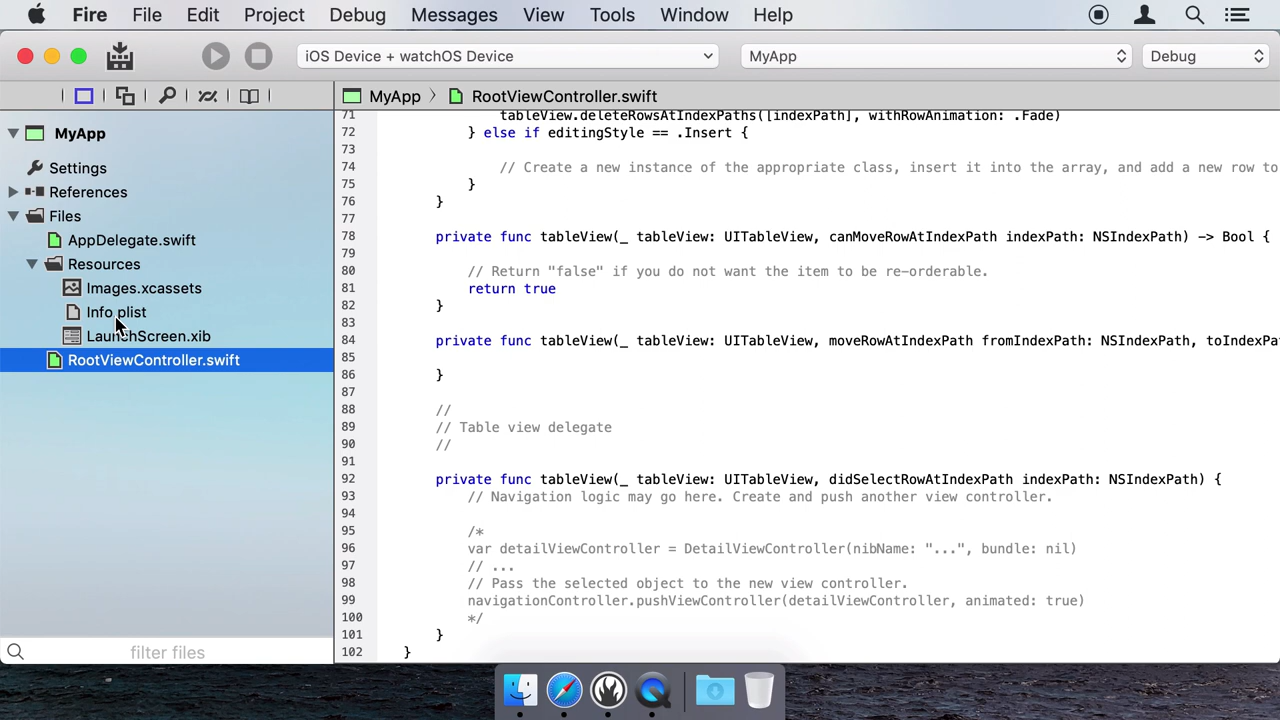 Fire File Edit Project Debug Messages View Tools Window Help
iOS Device + watchOS Device MyApp Debug
MyApp RootViewController.swift
MyApp
Settings
References
Files
AppDelegate.swift
Resources
Images.xcassets
Info.plist
LaunchScreen.xib
RootViewController.swift
filter files
71 tableView.deleteRowsAtIndexPaths([indexPath], withRowAnimation: .Fade)
72 } else if editingStyle == .Insert {
73
74 // Create a new instance of the appropriate class, insert it into the array, and add a new row to
75 }
76 }
77
78 private func tableView(_ tableView: UITableView, canMoveRowAtIndexPath indexPath: NSIndexPath) -> Bool {
79
80 // Return "false" if you do not want the item to be re-orderable.
81 return true
82 }
83
84 private func tableView(_ tableView: UITableView, moveRowAtIndexPath fromIndexPath: NSIndexPath, toIndexPa
85
86 }
87
88 //
89 // Table view delegate
90 //
91
92 private func tableView(_ tableView: UITableView, didSelectRowAtIndexPath indexPath: NSIndexPath) {
93 // Navigation logic may go here. Create and push another view controller.
94
95 /*
96 var detailViewController = DetailViewController(nibName: "...", bundle: nil)
97 // ...
98 // Pass the selected object to the new view controller.
99 navigationController.pushViewController(detailViewController, animated: true)
100 */
101 }
102 }